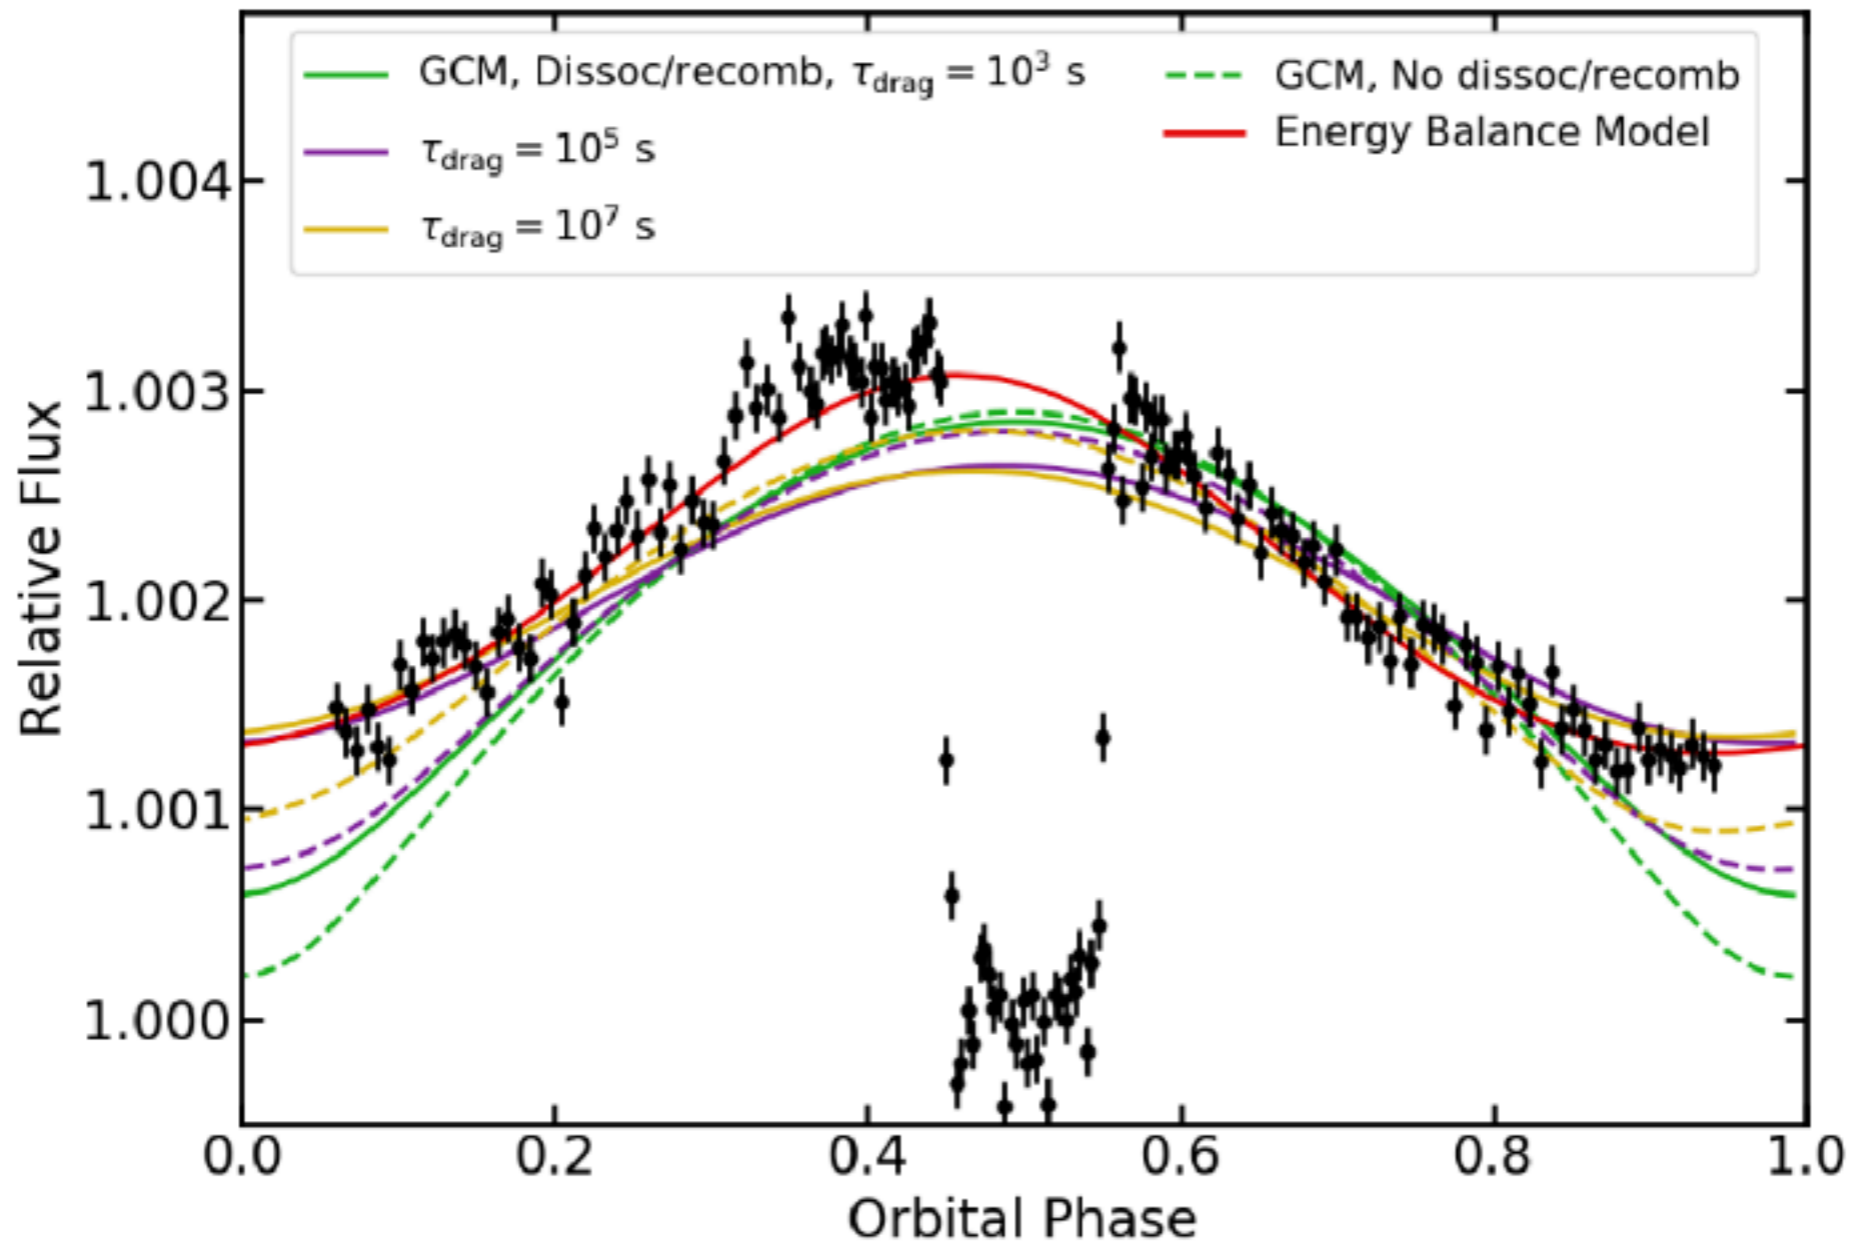 GCM, Dissoc/recomb, τdrag = 10³ s
τdrag = 10⁵ s
τdrag = 10⁷ s
GCM, No dissoc/recomb
Energy Balance Model
Relative Flux
1.004
1.003
1.002
1.001
1.000
0.0 0.2 0.4 0.6 0.8 1.0
Orbital Phase